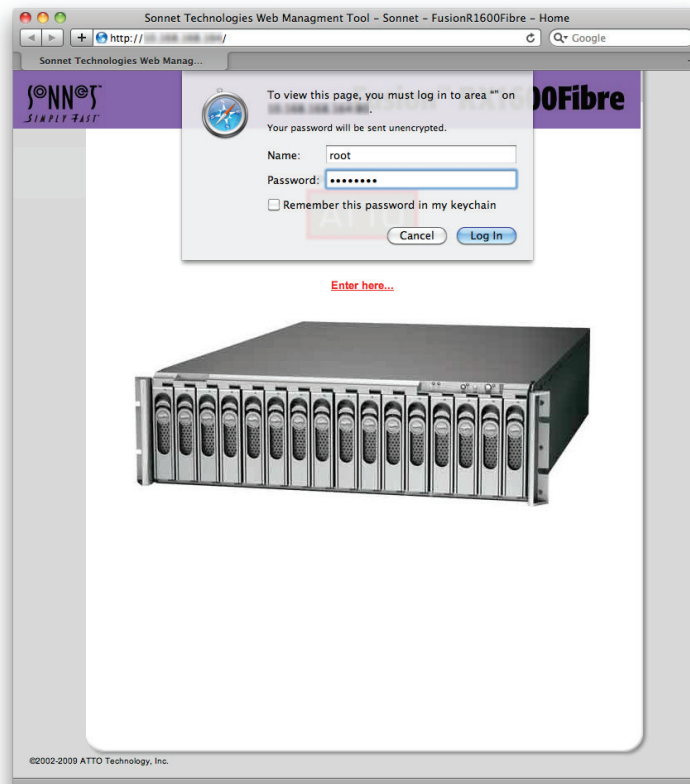 Sonnet Technologies Web Managment Tool – Sonnet – FusionR1600Fibre – Home
http://
Google
Sonnet Technologies Web Manag...
SONNET
SIMPLY FAST
00Fibre
To view this page, you must log in to area “” on
Your password will be sent unencrypted.
Name: root
Password: ••••••••
Remember this password in my keychain
ATTO
Cancel Log In
Enter here...
©2002-2009 ATTO Technology, Inc.